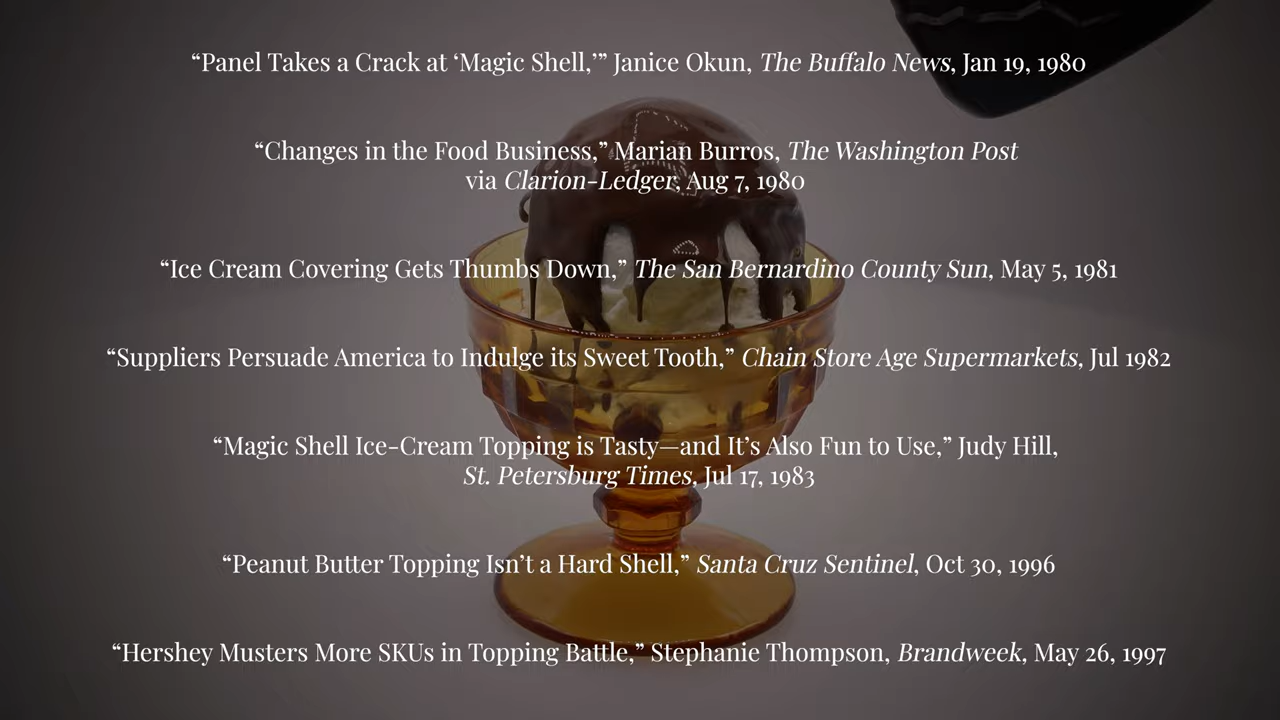 “Panel Takes a Crack at ‘Magic Shell,’” Janice Okun, The Buffalo News, Jan 19, 1980
“Changes in the Food Business,” Marian Burros, The Washington Post
via Clarion-Ledger, Aug 7, 1980
“Ice Cream Covering Gets Thumbs Down,” The San Bernardino County Sun, May 5, 1981
“Suppliers Persuade America to Indulge its Sweet Tooth,” Chain Store Age Supermarkets, Jul 1982
“Magic Shell Ice-Cream Topping is Tasty—and It’s Also Fun to Use,” Judy Hill,
St. Petersburg Times, Jul 17, 1983
“Peanut Butter Topping Isn’t a Hard Shell,” Santa Cruz Sentinel, Oct 30, 1996
“Hershey Musters More SKUs in Topping Battle,” Stephanie Thompson, Brandweek, May 26, 1997